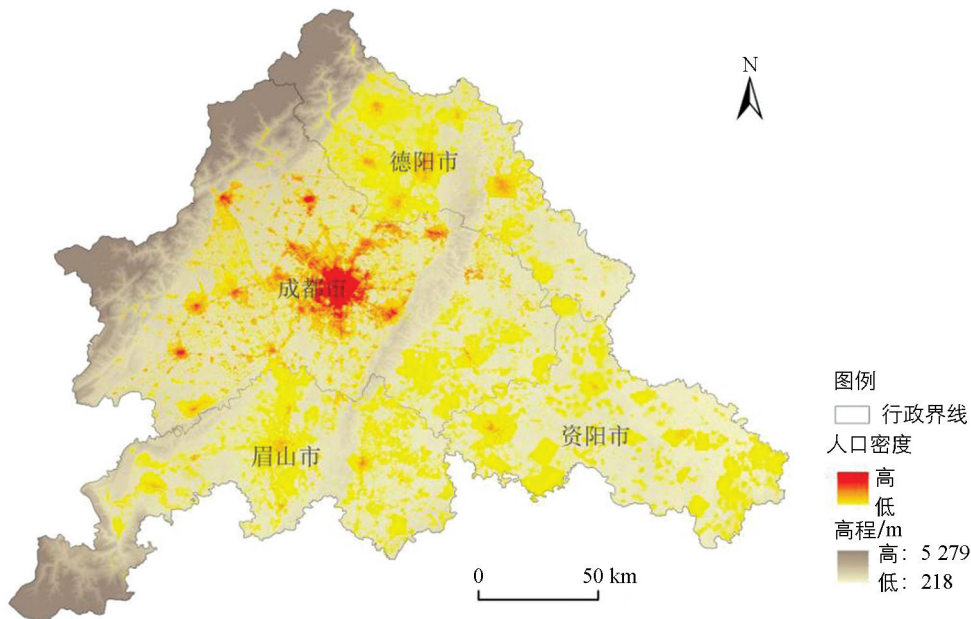 N
德阳市
成都市
眉山市
资阳市
图例
行政界线
人口密度
高
低
高程/m
高: 5 279
低: 218
0 50 km